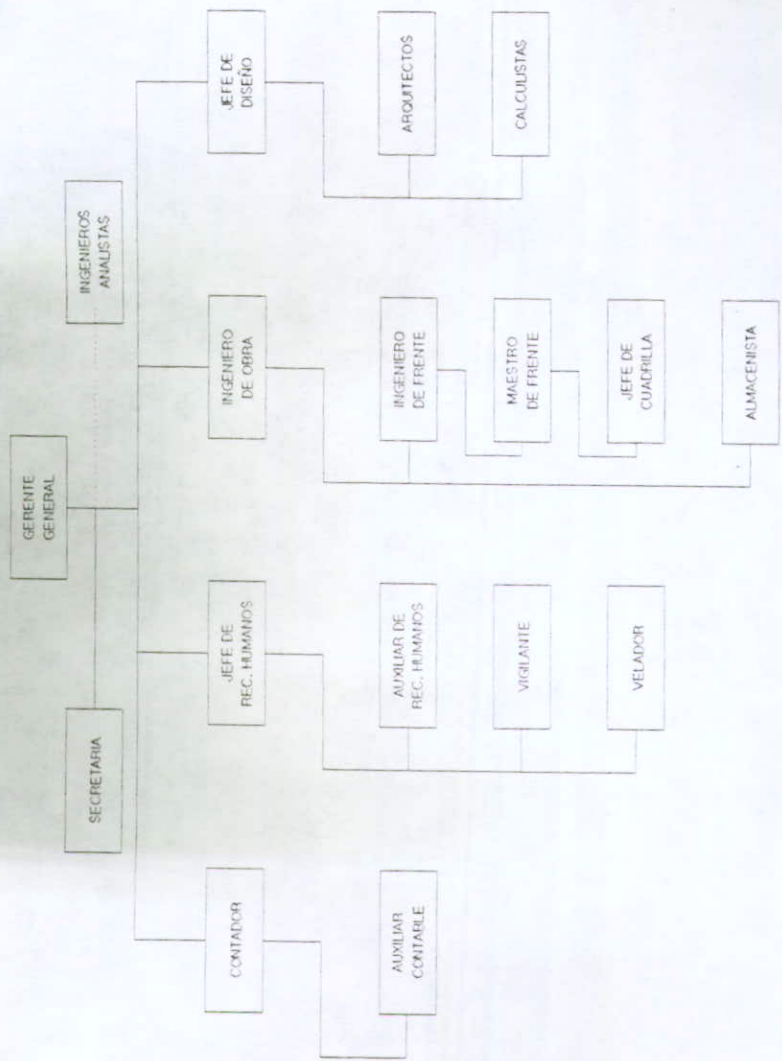 GERENTE
GENERAL
SECRETARIA
INGENIEROS
ANALISTAS
CONTADOR
JEFE DE
REC. HUMANOS
INGENIERO
DE OBRA
JEFE DE
DISEÑO
AUXILIAR
CONTABLE
AUXILIAR DE
REC. HUMANOS
VIGILANTE
VELADOR
INGENIERO
DE FRENTE
MAESTRO
DE FRENTE
JEFE DE
CUADRILLA
ALMACENISTA
ARQUITECTOS
CALCULISTAS